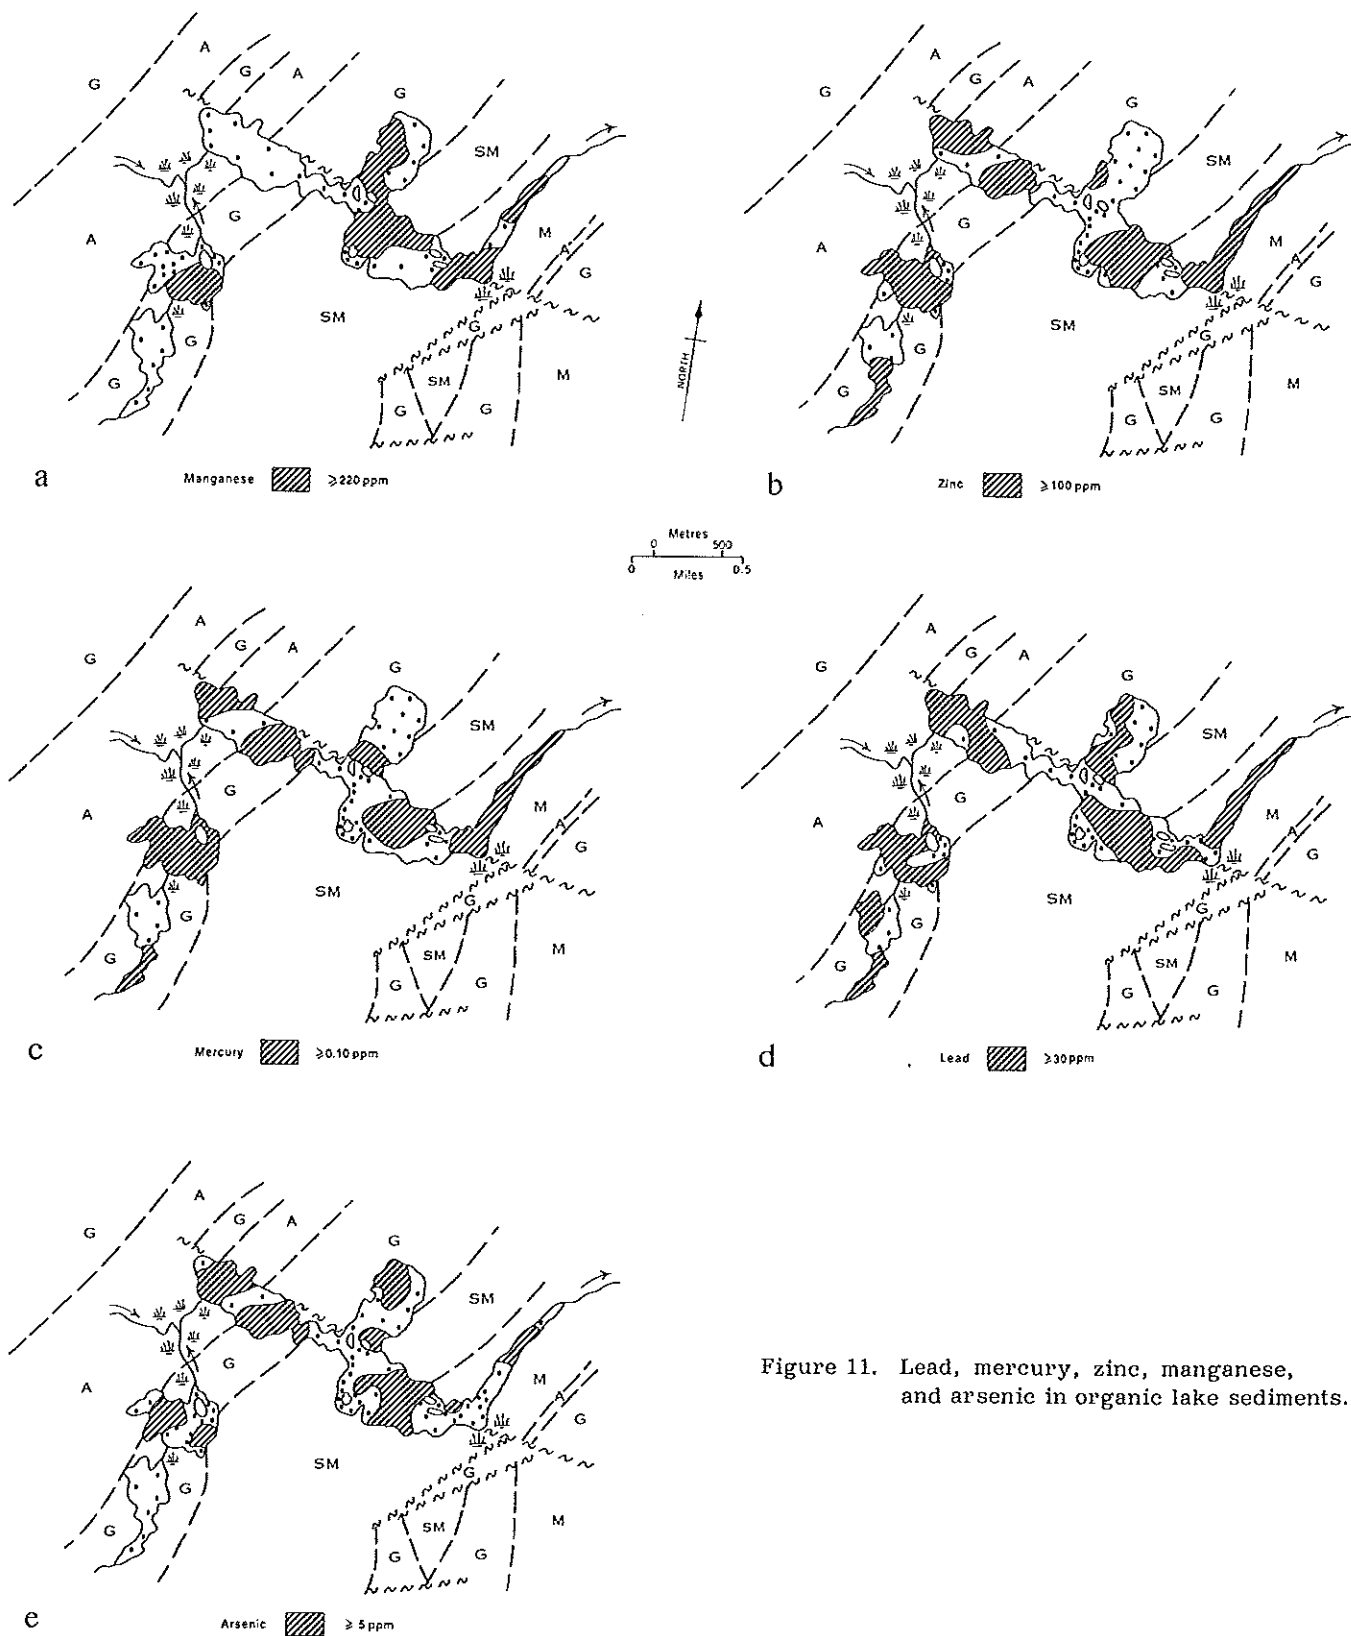 A
G
G
A
G
SM
G
A
M
A
G
SM
G
G
G
SM
M
G
G
a
Manganese ≥220 ppm
A
G
G
A
G
SM
G
A
M
A
G
SM
G
G
G
SM
M
G
G
b
Zinc ≥100 ppm
NORTH
Metres
0 500
0 0.5
Miles
A
G
G
A
G
SM
G
A
M
A
G
SM
G
G
G
SM
M
G
G
c
Mercury ≥0.10 ppm
A
G
G
A
G
SM
G
A
M
A
G
SM
G
G
G
SM
M
G
G
d
Lead ≥30 ppm
A
G
G
A
G
SM
G
A
M
A
G
SM
G
G
G
SM
M
G
G
e
Arsenic ≥ 5 ppm
Figure 11. Lead, mercury, zinc, manganese,
and arsenic in organic lake sediments.